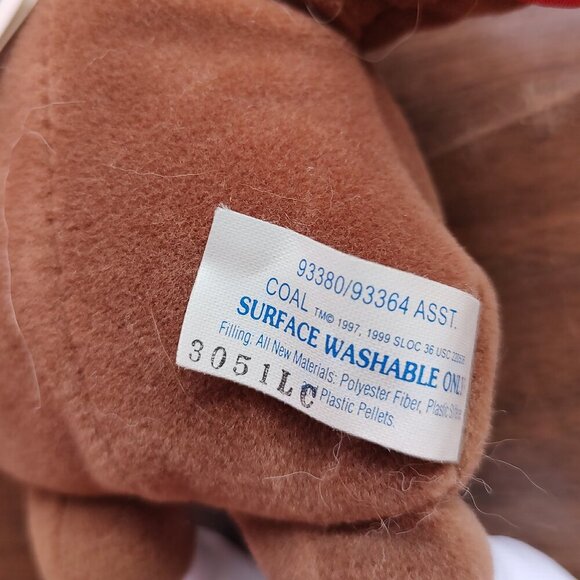 93380/93364 ASST.
COAL TM© 1997, 1999 SLOC 36 USC 220506
SURFACE WASHABLE ONLY
Filling: All New Materials: Polyester Fiber, Plastic
Plastic Pellets.
3051LC